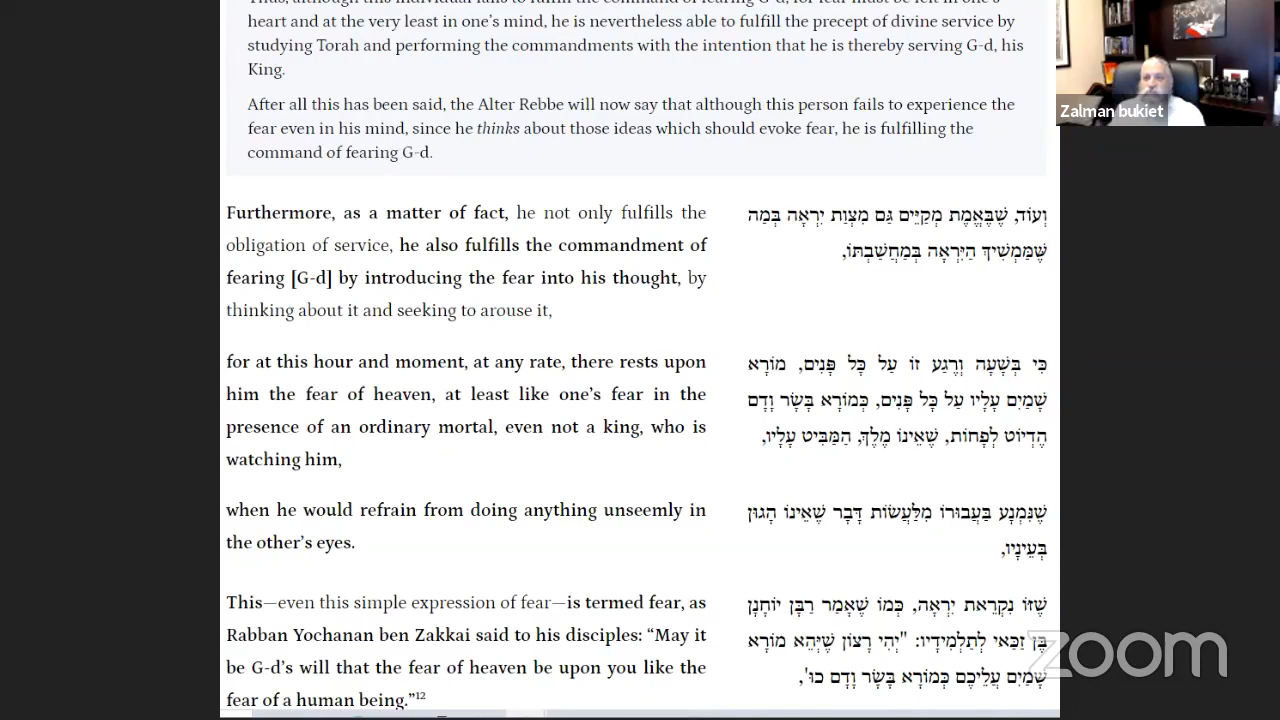 heart and at the very least in one's mind, he is nevertheless able to fulfill the precept of divine service by
studying Torah and performing the commandments with the intention that he is thereby serving G-d, his
King.
After all this has been said, the Alter Rebbe will now say that although this person fails to experience the
fear even in his mind, since he thinks about those ideas which should evoke fear, he is fulfilling the
command of fearing G-d.
Zalman bukiet
Furthermore, as a matter of fact, he not only fulfills the
obligation of service, he also fulfills the commandment of
fearing [G-d] by introducing the fear into his thought, by
thinking about it and seeking to arouse it,
וְעוֹד, שֶׁבֶּאֱמֶת מְקַיֵּים גַּם מִצְוַת יִרְאָה בְּמַה
שֶּׁמַּמְשִׁיךְ הַיִּרְאָה בְּמַחֲשַׁבְתּוֹ,
for at this hour and moment, at any rate, there rests upon
him the fear of heaven, at least like one's fear in the
presence of an ordinary mortal, even not a king, who is
watching him,
כִּי בְּשָׁעָה וְרֶגַע זוֹ עַל כָּל פָּנִים, מוֹרָא
שָׁמַיִם עָלָיו עַל כָּל פָּנִים, כְּמוֹרָא בָּשָׂר וָדָם
הֶדְיוֹט לְפָחוֹת, שֶׁאֵינוֹ מֶלֶךְ, הַמַּבִּיט עָלָיו,
when he would refrain from doing anything unseemly in
the other's eyes.
שֶׁנִּמְנָע בַּעֲבוּרוֹ מִלַּעֲשׂוֹת דָּבָר שֶׁאֵינוֹ הָגוּן
בְּעֵינָיו,
This—even this simple expression of fear—is termed fear, as
Rabban Yochanan ben Zakkai said to his disciples: “May it
be G-d's will that the fear of heaven be upon you like the
fear of a human being.”12
שֶׁזּוֹ נִקְרֵאת יִרְאָה, כְּמוֹ שֶׁאָמַר רַבָּן יוֹחָנָן
בֶּן זַכַּאי לְתַלְמִידָיו: "יְהִי רָצוֹן שֶׁיְּהֵא מוֹרָא
שָׁמַיִם עֲלֵיכֶם כְּמוֹרָא בָּשָׂר וָדָם כוּ',
zoom